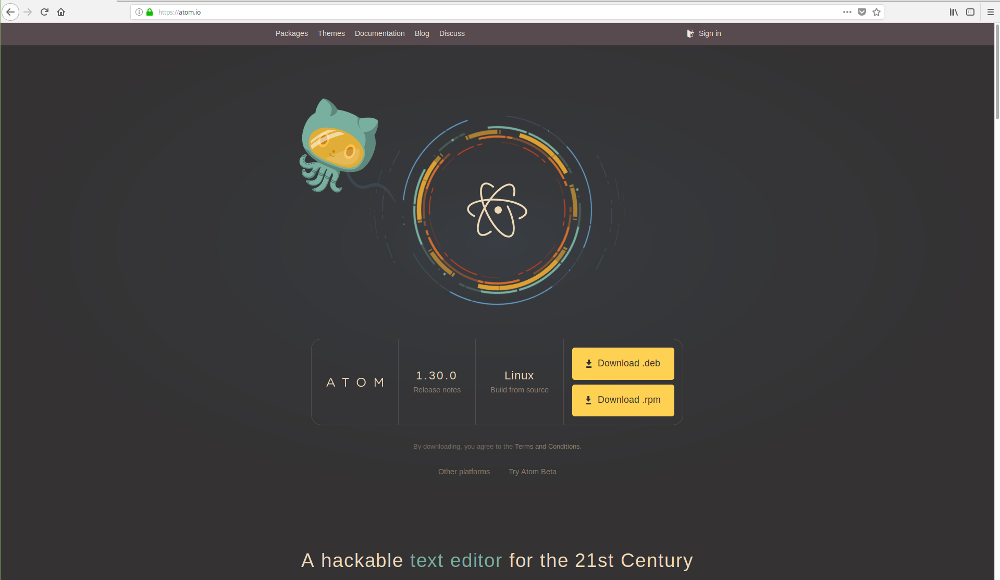 https://atom.io
Packages Themes Documentation Blog Discuss Sign in
ATOM
1.30.0
Release notes
Linux
Build from source
Download .deb
Download .rpm
By downloading, you agree to the Terms and Conditions.
Other platforms Try Atom Beta
A hackable text editor for the 21st Century